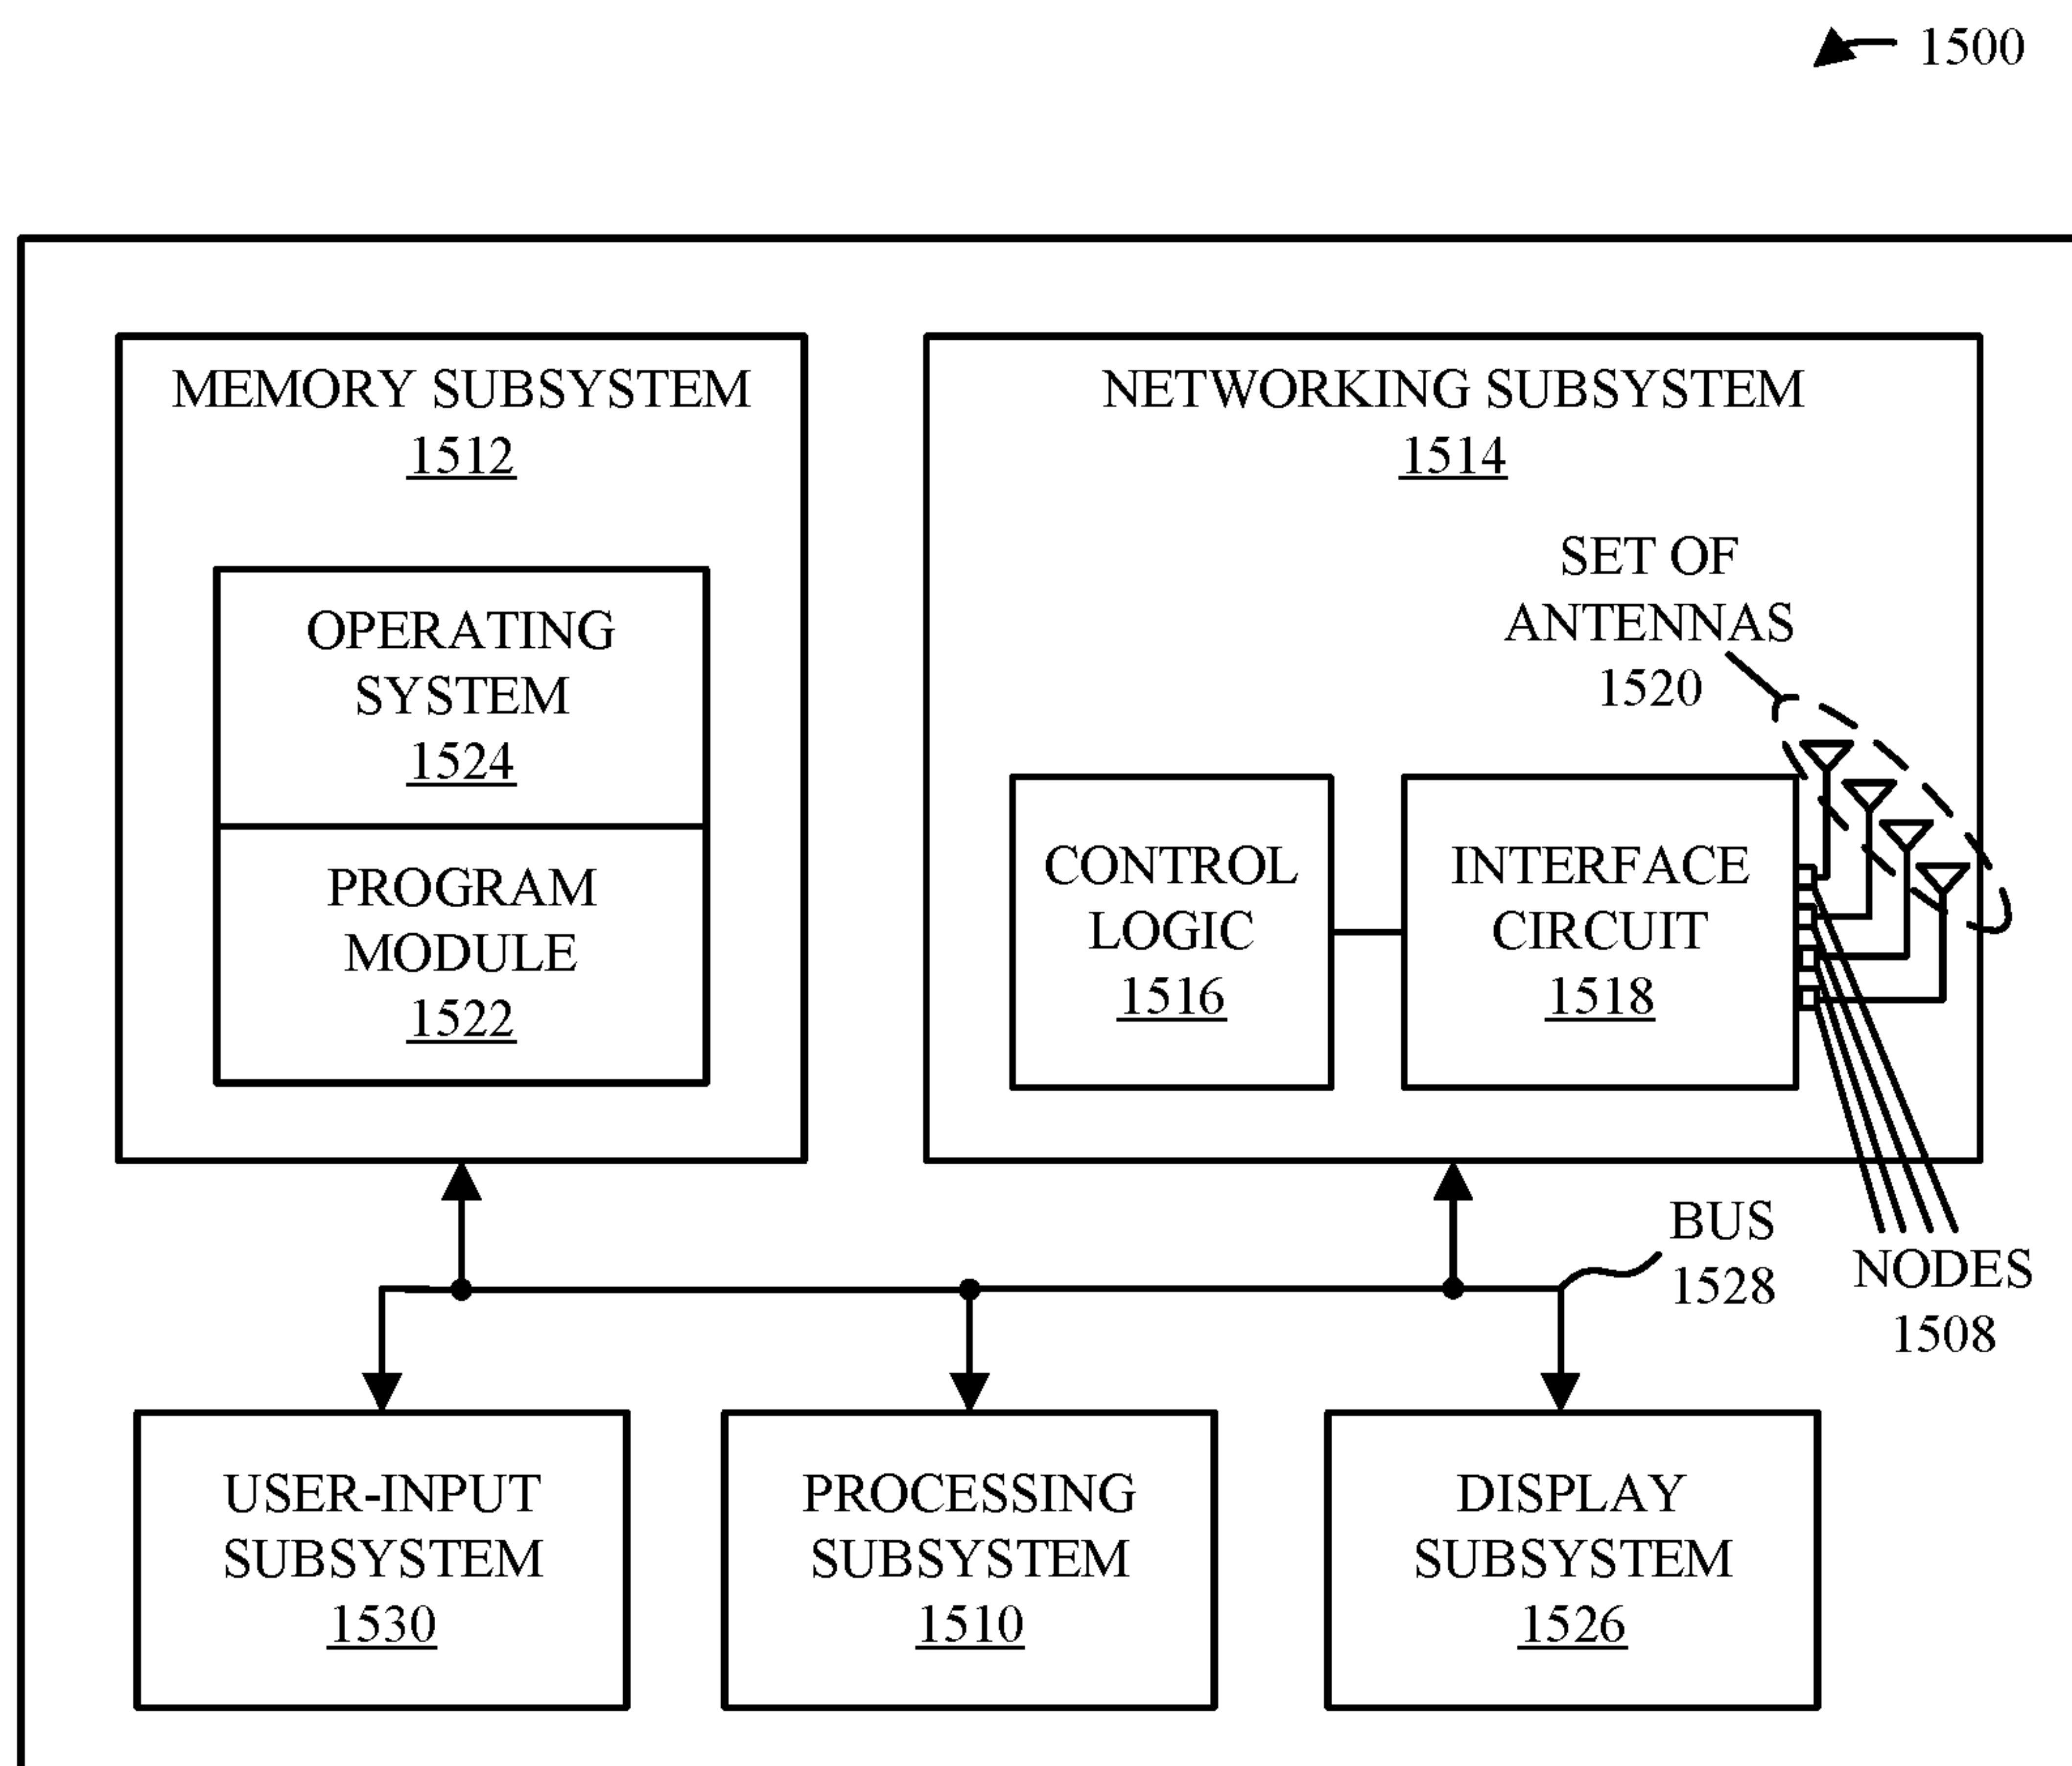 1500
MEMORY SUBSYSTEM
1512
OPERATING
SYSTEM
1524
PROGRAM
MODULE
1522
NETWORKING SUBSYSTEM
1514
SET OF
ANTENNAS
1520
CONTROL
LOGIC
1516
INTERFACE
CIRCUIT
1518
BUS
1528
NODES
1508
USER-INPUT
SUBSYSTEM
1530
PROCESSING
SUBSYSTEM
1510
DISPLAY
SUBSYSTEM
1526